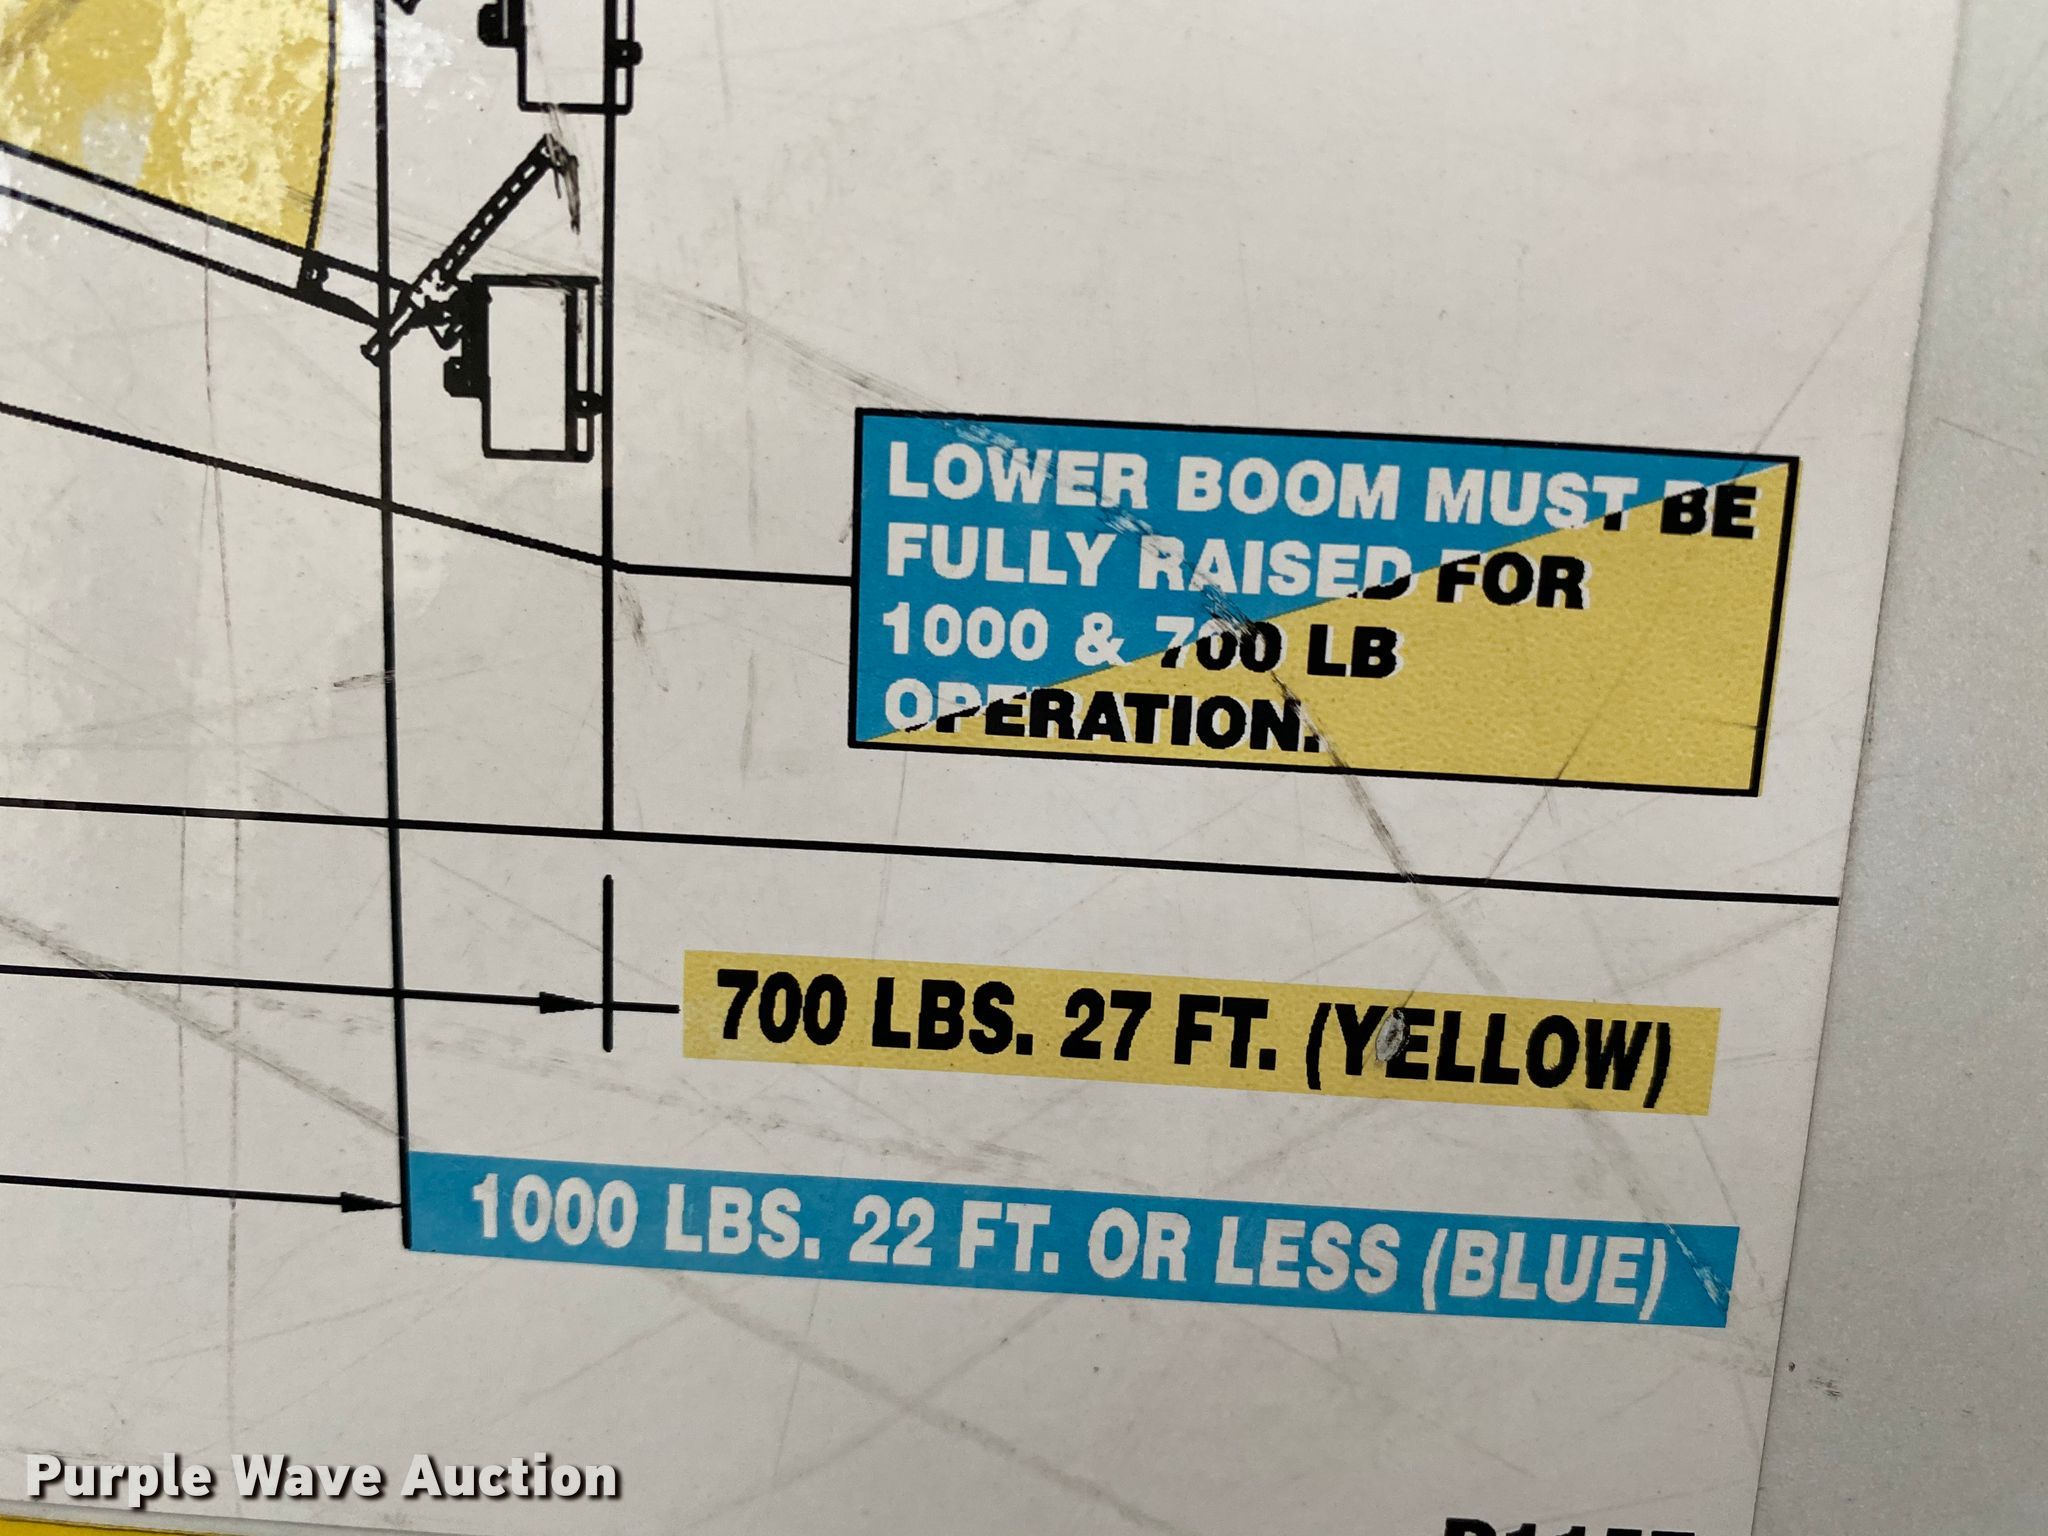 LOWER BOOM MUST BE
FULLY RAISED FOR
1000 & 700 LB
OPERATION.
700 LBS. 27 FT. (YELLOW)
1000 LBS. 22 FT. OR LESS (BLUE)
Purple Wave Auction